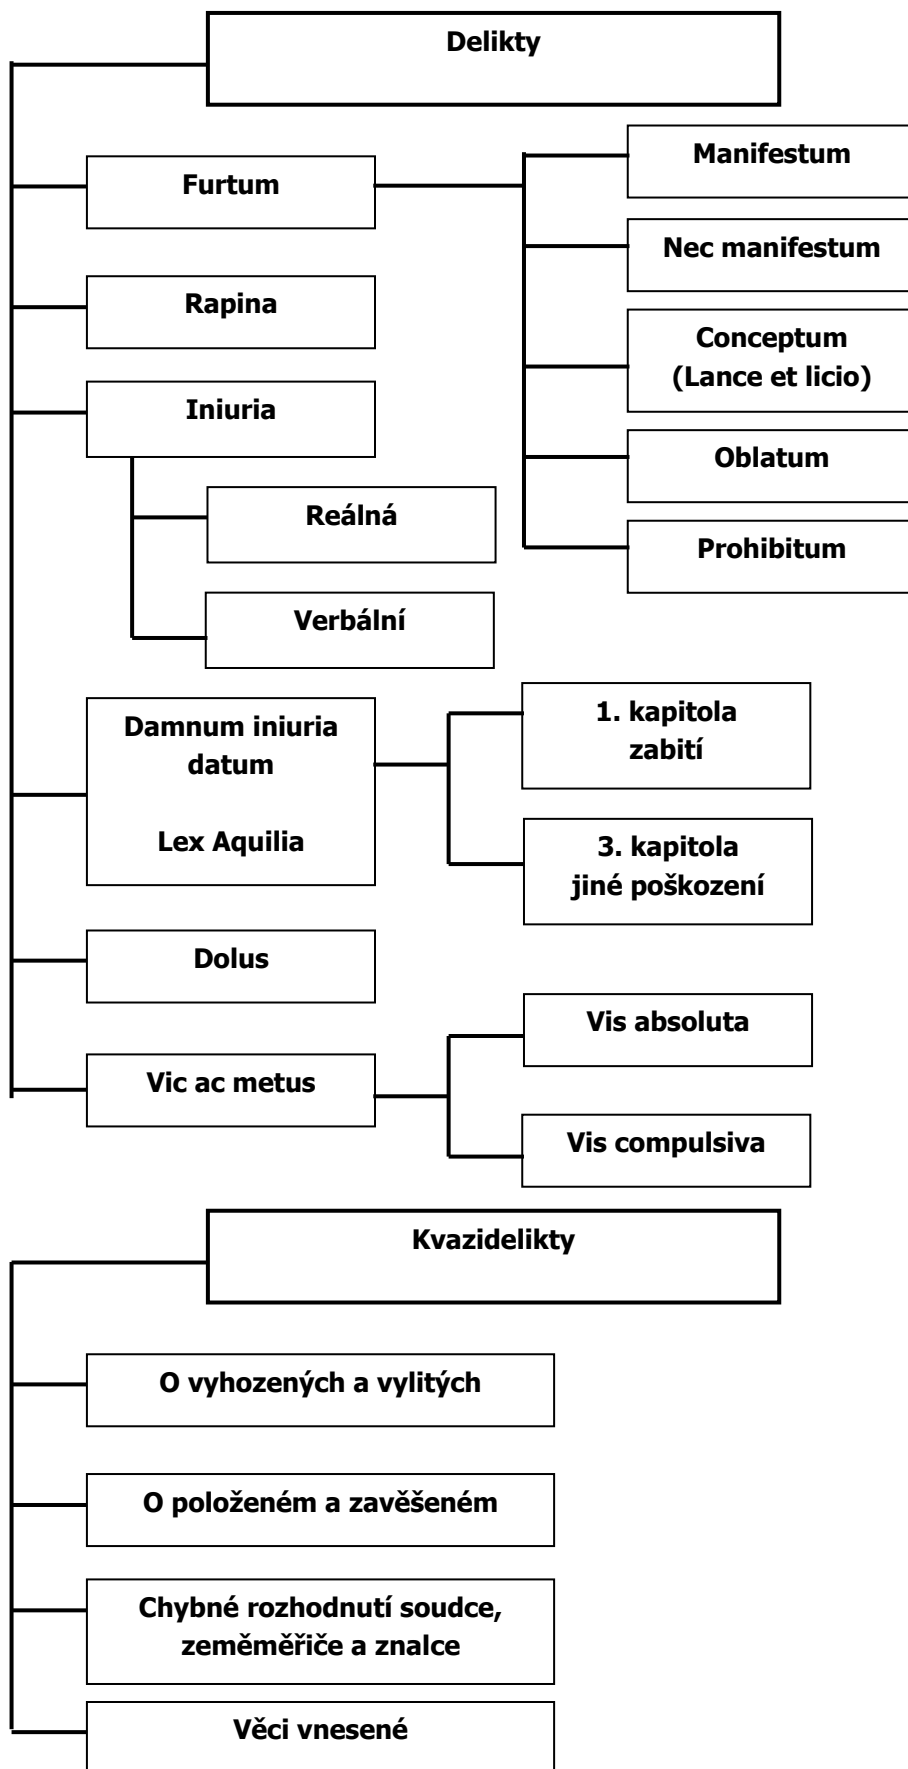 Delikty
Furtum
Manifestum
Nec manifestum
Conceptum
(Lance et licio)
Oblatum
Prohibitum
Rapina
Iniuria
Reálná
Verbální
Damnum iniuria
datum
Lex Aquilia
1. kapitola
zabití
3. kapitola
jiné poškození
Dolus
Vic ac metus
Vis absoluta
Vis compulsiva
Kvazidelikty
O vyhozených a vylitých
O položeném a zavěšeném
Chybné rozhodnutí soudce,
zeměměřiče a znalce
Věci vnesené